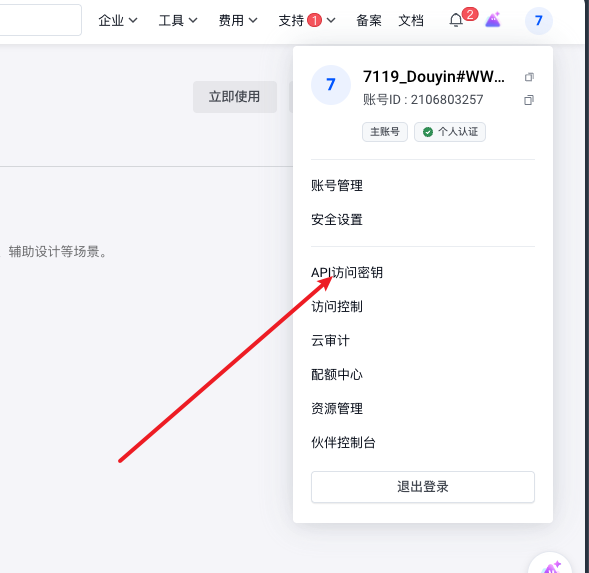 企业 工具 费用 支持 1 备案 文档 2 7
立即使用
7
7119_Douyin#WW...
账号ID : 2106803257
主账号 个人认证
账号管理
安全设置
辅助设计等场景。
API访问密钥
访问控制
云审计
配额中心
资源管理
伙伴控制台
退出登录